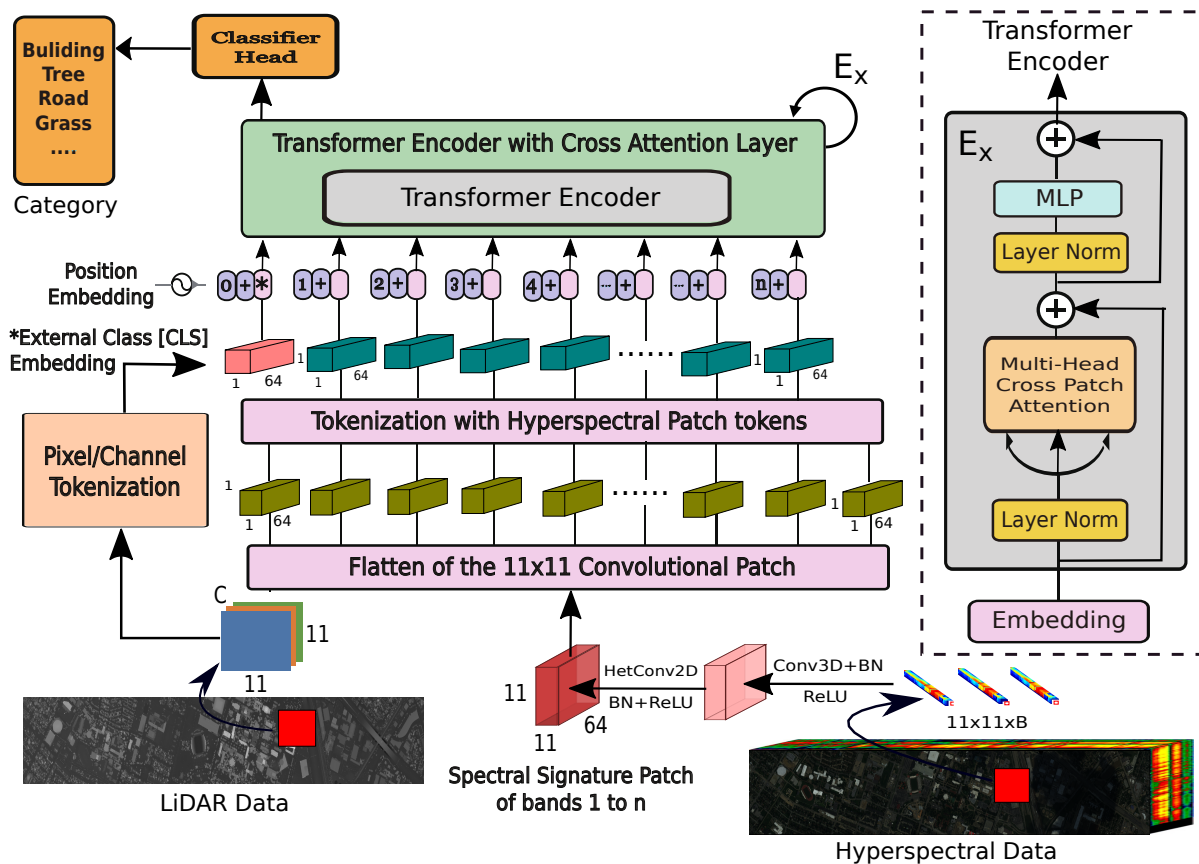 Buliding
Tree
Road
Grass
....
Category
Classifier
Head
Ex
Transformer Encoder with Cross Attention Layer
Transformer Encoder
Position
Embedding
0 + *
1 +
2 +
3 +
4 +
... +
... +
n +
*External Class [CLS]
Embedding
1
64
1
1
64
......
1
1
64
Tokenization with Hyperspectral Patch tokens
Pixel/Channel
Tokenization
1
1
64
......
1
1
64
Flatten of the 11x11 Convolutional Patch
C
11
11
LiDAR Data
11
11
64
HetConv2D
BN+ReLU
Conv3D+BN
ReLU
11x11xB
Spectral Signature Patch
of bands 1 to n
Hyperspectral Data
Transformer
Encoder
Ex
+
MLP
Layer Norm
+
Multi-Head
Cross Patch
Attention
Layer Norm
Embedding